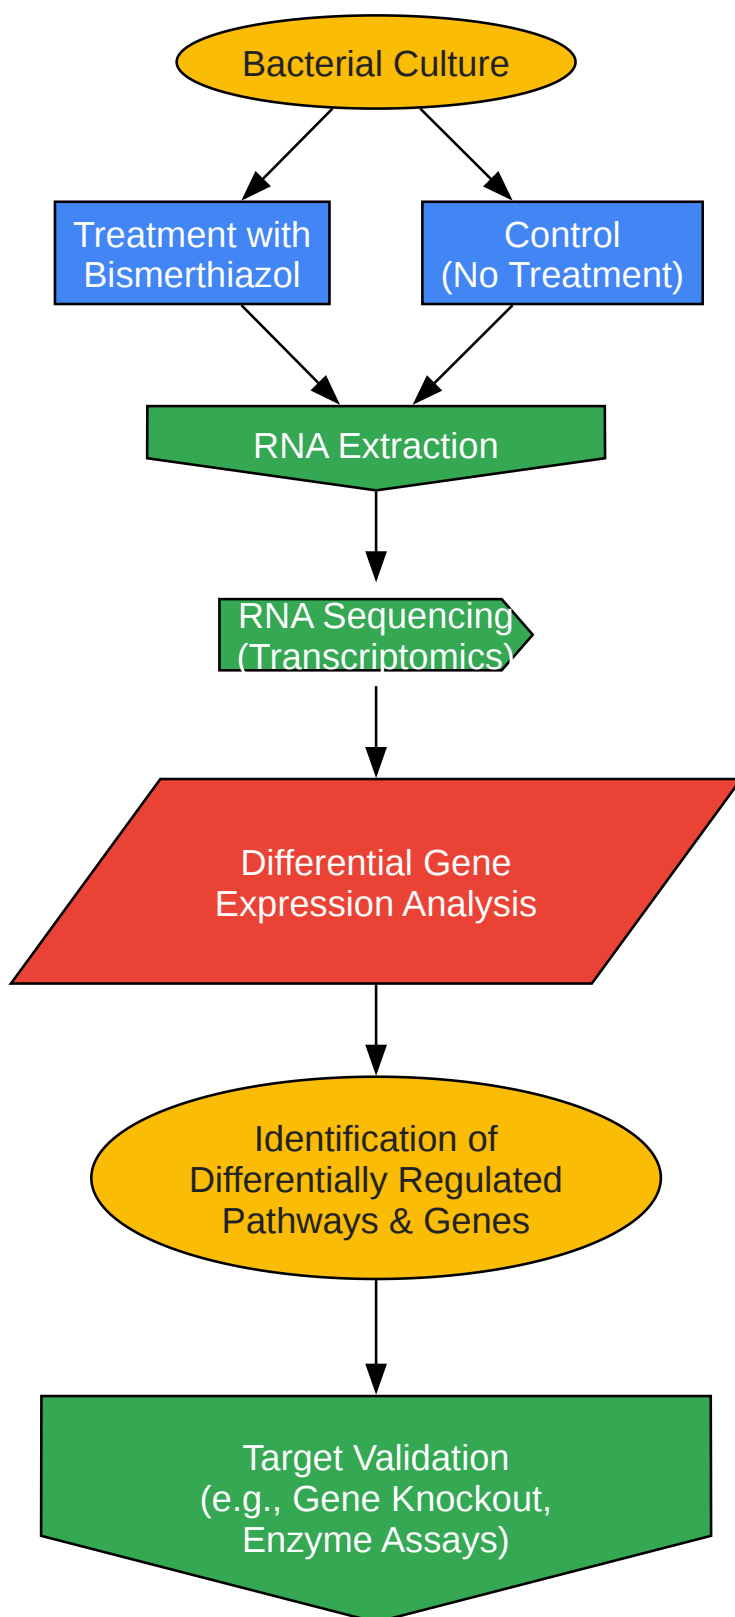 Bacterial Culture
Treatment with
Bismerthiazol
Control
(No Treatment)
RNA Extraction
RNA Sequencing
(Transcriptomics)
Differential Gene
Expression Analysis
Identification of
Differentially Regulated
Pathways & Genes
Target Validation
(e.g., Gene Knockout,
Enzyme Assays)